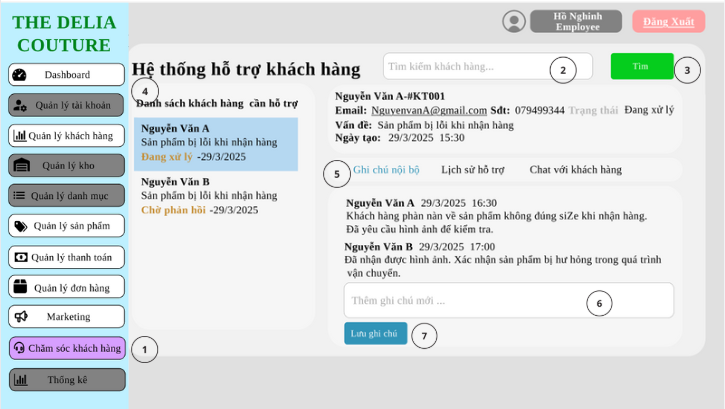 THE DELIA
COUTURE
Dashboard
Quản lý tài khoản
Quản lý khách hàng
Quản lý kho
Quản lý danh mục
Quản lý sản phẩm
Quản lý thanh toán
Quản lý đơn hàng
Marketing
Chăm sóc khách hàng
1
Thống kê
Hồ Nghinh
Employee
Đăng Xuất
Hệ thống hỗ trợ khách hàng
Tìm kiếm khách hàng...
2
Tìm
3
4
Danh sách khách hàng cần hỗ trợ
Nguyễn Văn A
Sản phẩm bị lỗi khi nhận hàng
Đang xử lý -29/3/2025
Nguyễn Văn B
Sản phẩm bị lỗi khi nhận hàng
Chờ phản hồi -29/3/2025
Nguyễn Văn A-#KT001
Email: NguyenvanA@gmail.com Sđt: 079499344 Trạng thái Đang xử lý
Vấn đề: Sản phẩm bị lỗi khi nhận hàng
Ngày tạo: 29/3/2025 15:30
5
Ghi chú nội bộ Lịch sử hỗ trợ Chat với khách hàng
Nguyễn Văn A 29/3/2025 16:30
Khách hàng phàn nàn về sản phẩm không đúng siZe khi nhận hàng.
Đã yêu cầu hình ảnh để kiểm tra.
Nguyễn Văn B 29/3/2025 17:00
Đã nhận được hình ảnh. Xác nhận sản phẩm bị hư hỏng trong quá trình
vận chuyển.
Thêm ghi chú mới ...
6
Lưu ghi chú
7